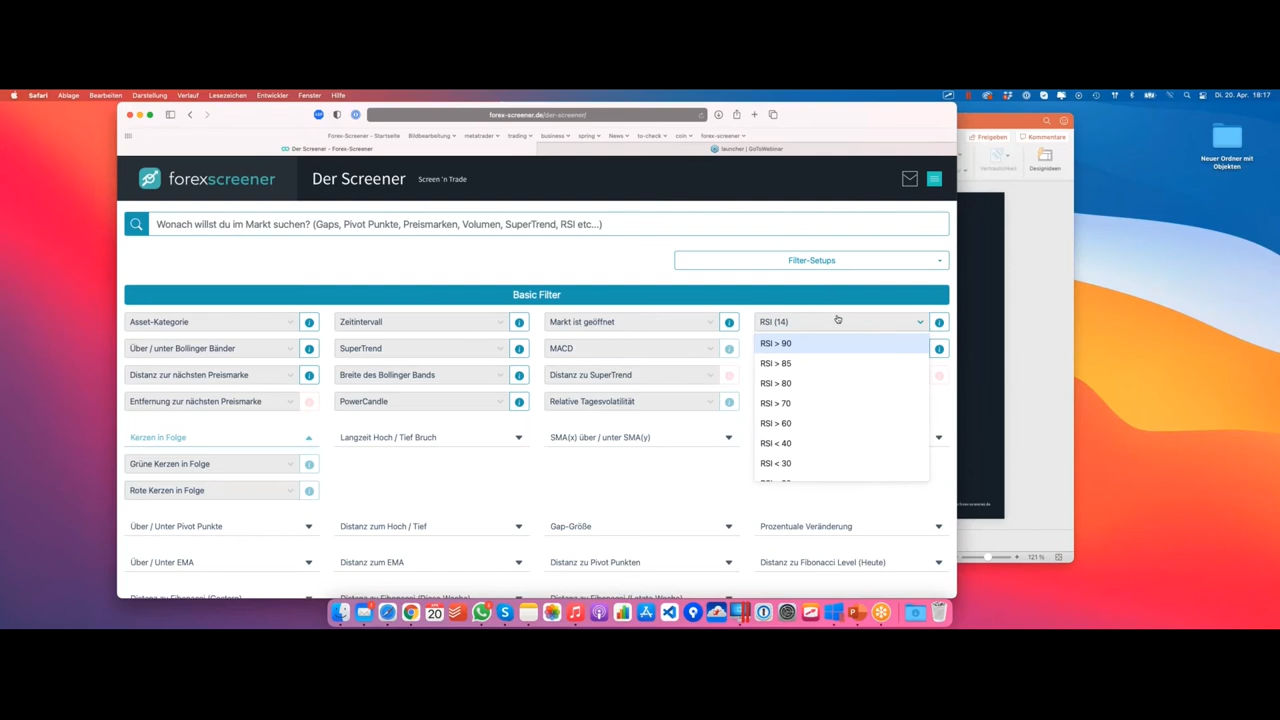 Safari Ablage Bearbeiten Darstellung Verlauf Lesezeichen Entwickler Fenster Hilfe
Di. 20. Apr. 18:17
forex-screener.de/der-screener/
Forex-Screener - Startseite Bildbearbeitung metatrader trading business spring News to-check coin forex-screener
Der Screener - Forex-Screener
launcher | GoToWebinar
Freigeben Kommentare
Designideen
Neuer Ordner mit
Objekten
forexscreener
Der Screener
Screen 'n Trade
Wonach willst du im Markt suchen? (Gaps, Pivot Punkte, Preismarken, Volumen, SuperTrend, RSI etc...)
Filter-Setups
Basic Filter
Asset-Kategorie Zeitintervall Markt ist geöffnet RSI (14)
RSI > 90
Über / unter Bollinger Bänder SuperTrend MACD
RSI > 85
Distanz zur nächsten Preismarke Breite des Bollinger Bands Distanz zu SuperTrend
RSI > 80
Entfernung zur nächsten Preismarke PowerCandle Relative Tagesvolatilität
RSI > 70
RSI > 60
Kerzen in Folge Langzeit Hoch / Tief Bruch SMA(x) über / unter SMA(y)
RSI < 40
Grüne Kerzen in Folge
RSI < 30
Rote Kerzen in Folge
Über / Unter Pivot Punkte Distanz zum Hoch / Tief Gap-Größe Prozentuale Veränderung
Über / Unter EMA Distanz zum EMA Distanz zu Pivot Punkten Distanz zu Fibonacci Level (Heute)
121 %
20